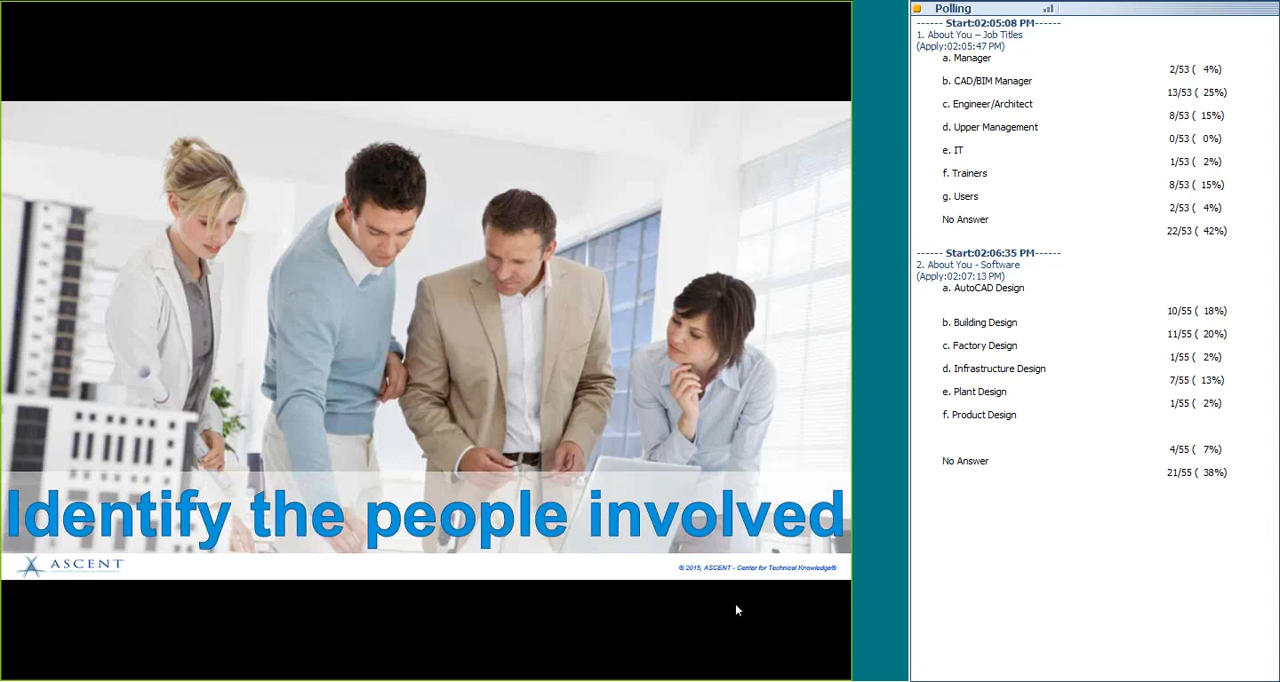 Identify the people involved
ASCENT
© 2015, ASCENT - Center for Technical Knowledge®
Polling
------ Start:02:05:08 PM------
1. About You – Job Titles
(Apply:02:05:47 PM)
a. Manager
2/53 ( 4%)
b. CAD/BIM Manager
13/53 ( 25%)
c. Engineer/Architect
8/53 ( 15%)
d. Upper Management
0/53 ( 0%)
e. IT
1/53 ( 2%)
f. Trainers
8/53 ( 15%)
g. Users
2/53 ( 4%)
No Answer
22/53 ( 42%)
------ Start:02:06:35 PM------
2. About You - Software
(Apply:02:07:13 PM)
a. AutoCAD Design
10/55 ( 18%)
b. Building Design
11/55 ( 20%)
c. Factory Design
1/55 ( 2%)
d. Infrastructure Design
7/55 ( 13%)
e. Plant Design
1/55 ( 2%)
f. Product Design
4/55 ( 7%)
No Answer
21/55 ( 38%)